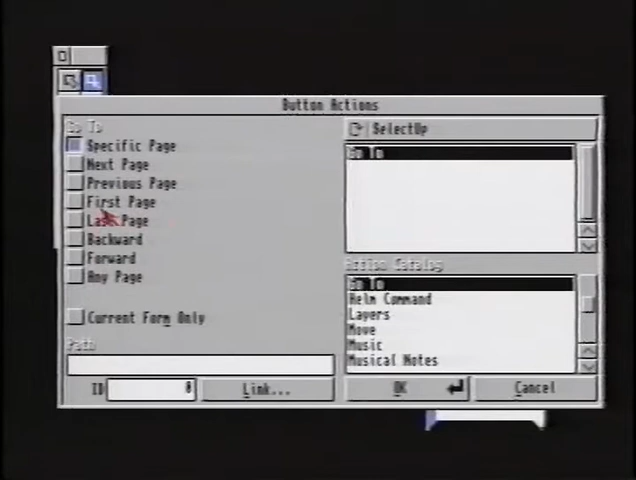 Button Actions
Go To
Specific Page
Next Page
Previous Page
First Page
Last Page
Backward
Forward
Any Page
Current Form Only
Path
ID 0
Link...
SelectUp
Go To
Action Catalog
Go To
Helm Command
Layers
Move
Music
Musical Notes
OK
Cancel